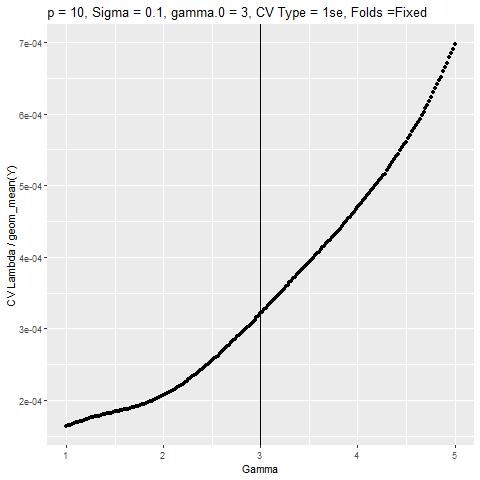 p = 10, Sigma = 0.1, gamma.0 = 3, CV Type = 1se, Folds =Fixed
CV Lambda / geom_mean(Y)
7e-04
6e-04
5e-04
4e-04
3e-04
2e-04
1 2 3 4 5
Gamma